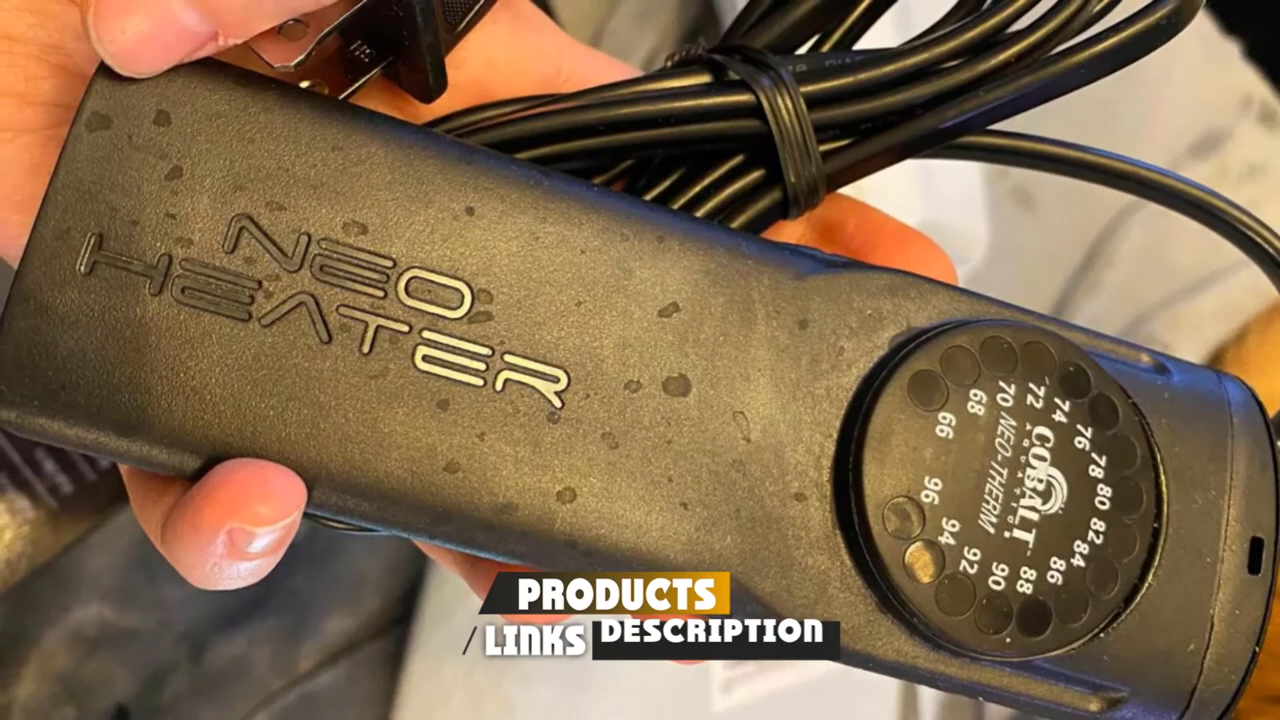 NEO
HEATER
66
68
70
72
74
76
78
80
82
84
86
88
90
92
94
96
COBALT
AQUATICS
NEO-THERM
PRODUCTS
LINKS DESCRIPTION